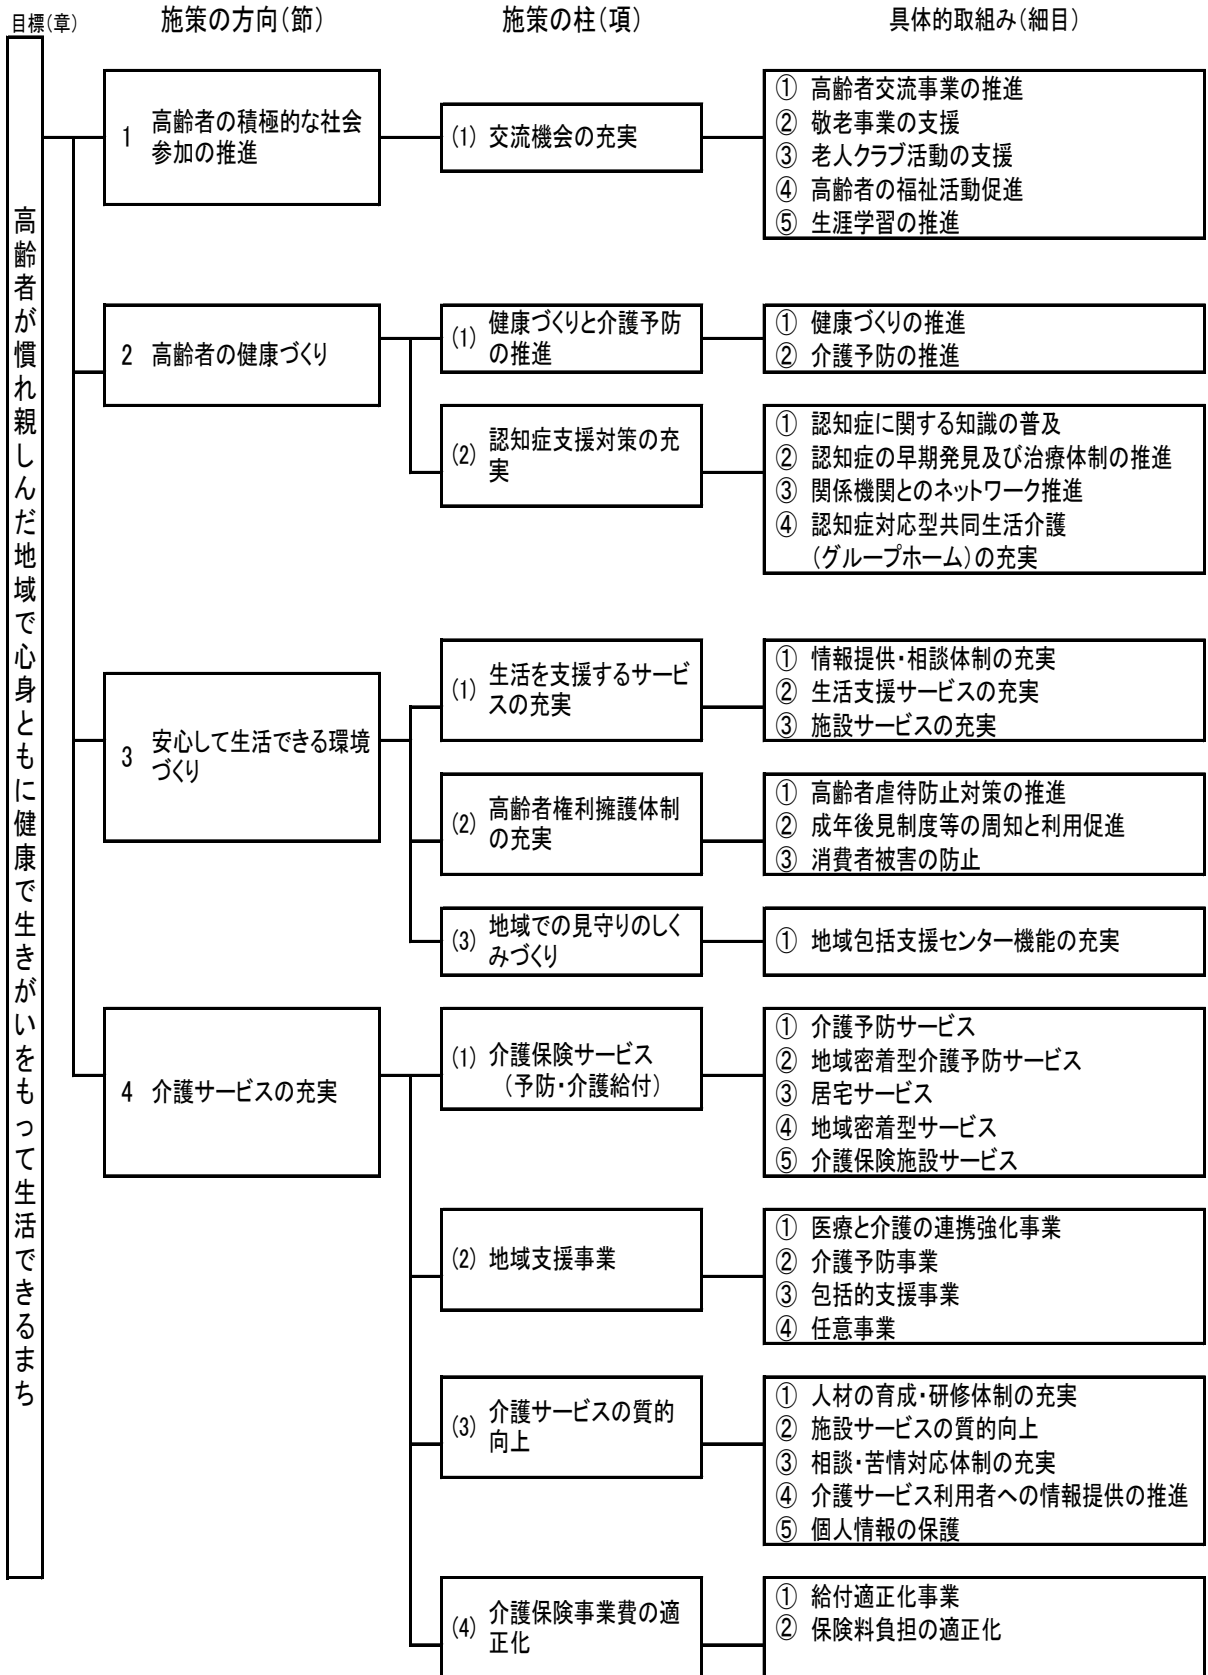 目標(章)
施策の方向(節)
施策の柱(項)
具体的取組み(細目)
高齢者が慣れ親しんだ地域で心身ともに健康で生きがいをもって生活できるまち
1 高齢者の積極的な社会
参加の推進
(1) 交流機会の充実
① 高齢者交流事業の推進
② 敬老事業の支援
③ 老人クラブ活動の支援
④ 高齢者の福祉活動促進
⑤ 生涯学習の推進
2 高齢者の健康づくり
(1) 健康づくりと介護予防
の推進
① 健康づくりの推進
② 介護予防の推進
(2) 認知症支援対策の充
実
① 認知症に関する知識の普及
② 認知症の早期発見及び治療体制の推進
③ 関係機関とのネットワーク推進
④ 認知症対応型共同生活介護
(グループホーム)の充実
3 安心して生活できる環境
づくり
(1) 生活を支援するサービ
スの充実
① 情報提供・相談体制の充実
② 生活支援サービスの充実
③ 施設サービスの充実
(2) 高齢者権利擁護体制
の充実
① 高齢者虐待防止対策の推進
② 成年後見制度等の周知と利用促進
③ 消費者被害の防止
(3) 地域での見守りのしく
みづくり
① 地域包括支援センター機能の充実
4 介護サービスの充実
(1) 介護保険サービス
(予防・介護給付)
① 介護予防サービス
② 地域密着型介護予防サービス
③ 居宅サービス
④ 地域密着型サービス
⑤ 介護保険施設サービス
(2) 地域支援事業
① 医療と介護の連携強化事業
② 介護予防事業
③ 包括的支援事業
④ 任意事業
(3) 介護サービスの質的
向上
① 人材の育成・研修体制の充実
② 施設サービスの質的向上
③ 相談・苦情対応体制の充実
④ 介護サービス利用者への情報提供の推進
⑤ 個人情報の保護
(4) 介護保険事業費の適
正化
① 給付適正化事業
② 保険料負担の適正化